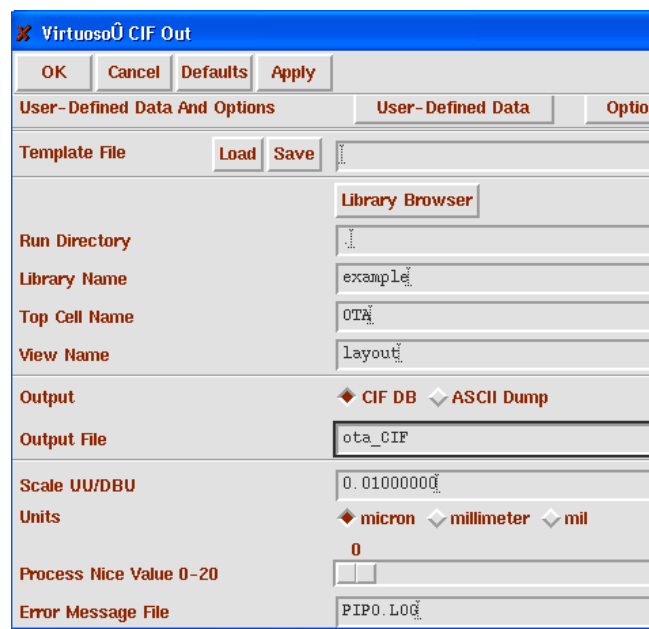 VirtuosoÛ CIF Out
OK Cancel Defaults Apply
User-Defined Data And Options User-Defined Data Optio
Template File Load Save
Library Browser
Run Directory .
Library Name example
Top Cell Name OTA
View Name layout
Output CIF DB ASCII Dump
Output File ota_CIF
Scale UU/DBU 0.01000000
Units micron millimeter mil
0
Process Nice Value 0-20
Error Message File PIPO.LOG